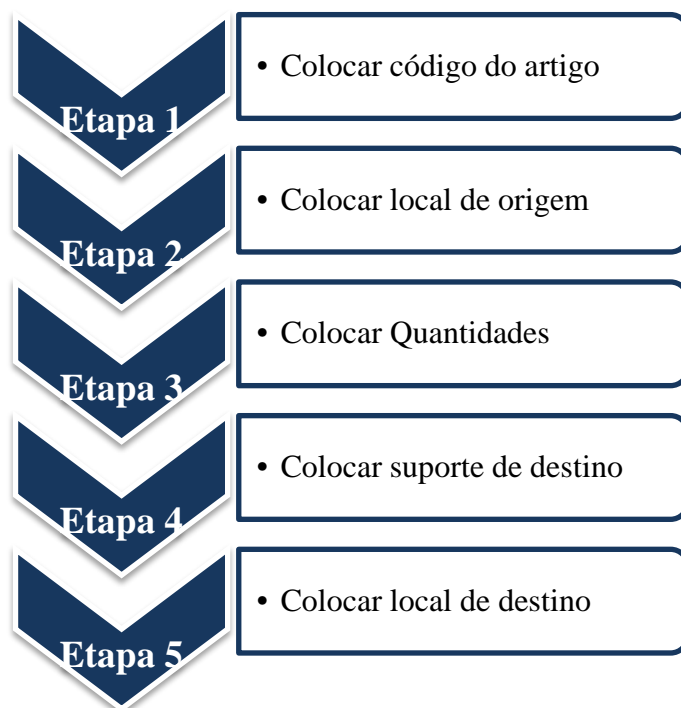 Etapa 1
• Colocar código do artigo
Etapa 2
• Colocar local de origem
Etapa 3
• Colocar Quantidades
Etapa 4
• Colocar suporte de destino
Etapa 5
• Colocar local de destino